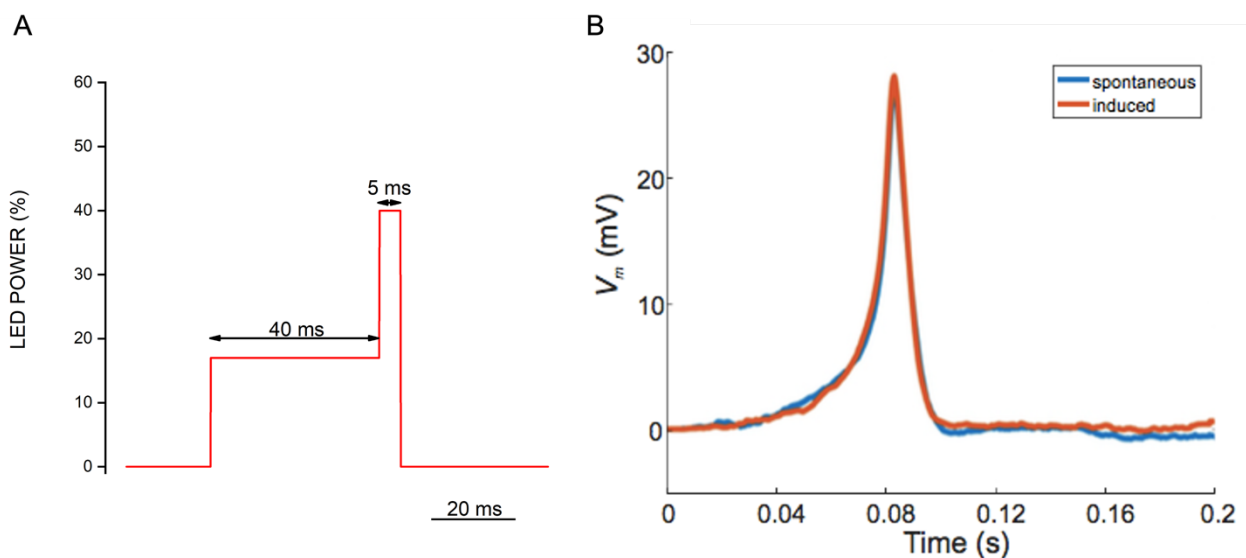 A
LED POWER (%)
60
50
40
30
20
10
0
5 ms
40 ms
20 ms
B
Vm (mV)
30
20
10
0
spontaneous
induced
0 0.04 0.08 0.12 0.16 0.2
Time (s)